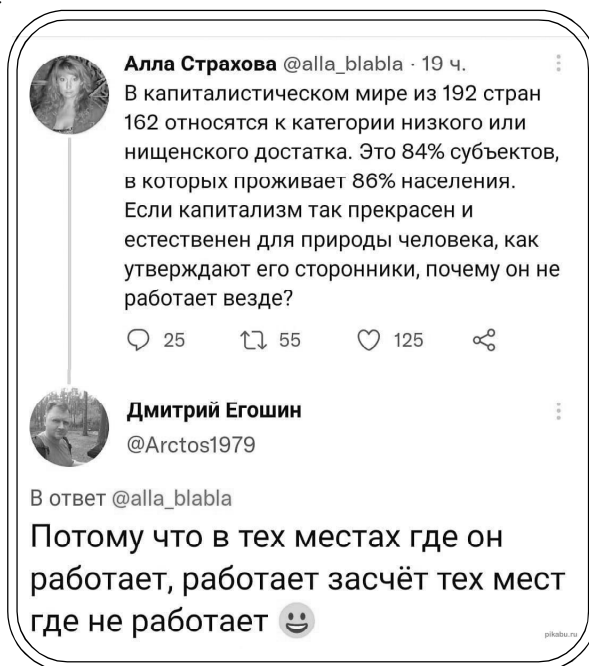 Алла Страхова @alla_blabla · 19 ч.
В капиталистическом мире из 192 стран
162 относятся к категории низкого или
нищенского достатка. Это 84% субъектов,
в которых проживает 86% населения.
Если капитализм так прекрасен и
естественен для природы человека, как
утверждают его сторонники, почему он не
работает везде?
25 55 125
Дмитрий Егошин
@Arctos1979
В ответ @alla_blabla
Потому что в тех местах где он
работает, работает засчёт тех мест
где не работает 😃
pikabu.ru